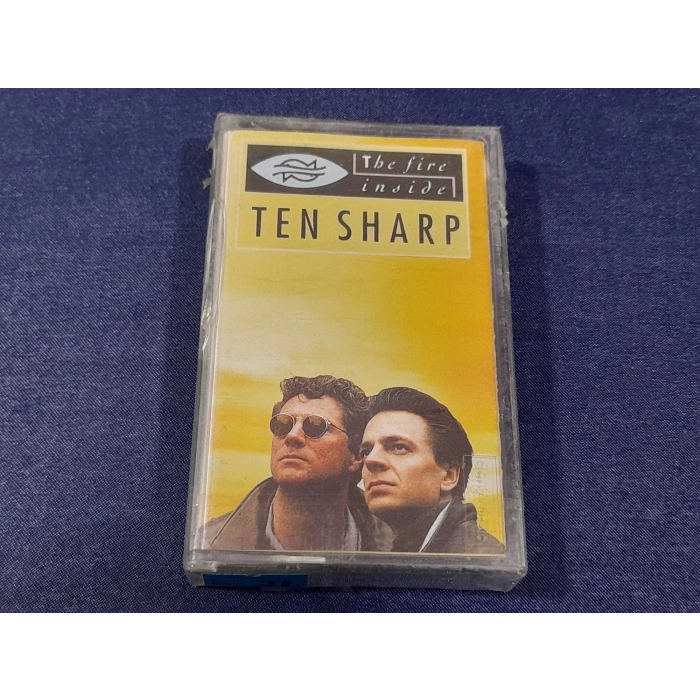 The fire
inside
TEN SHARP